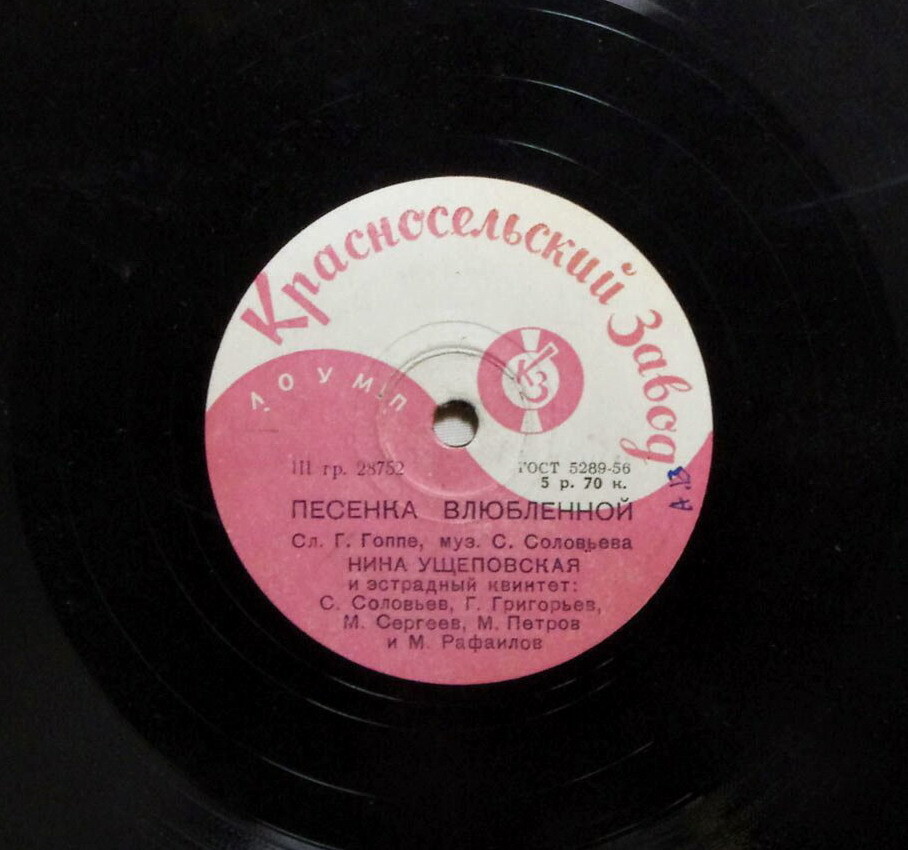 Красносельский Завод
ЛОУМП
КЗ
III гр. 28752
ГОСТ 5289-56
5 р. 70 к.
ПЕСЕНКА ВЛЮБЛЕННОЙ
Сл. Г. Гоппе, муз. С. Соловьева
НИНА УЩЕПОВСКАЯ
и эстрадный квинтет:
С. Соловьев, Г. Григорьев,
М. Сергеев, М. Петров
и М. Рафаилов